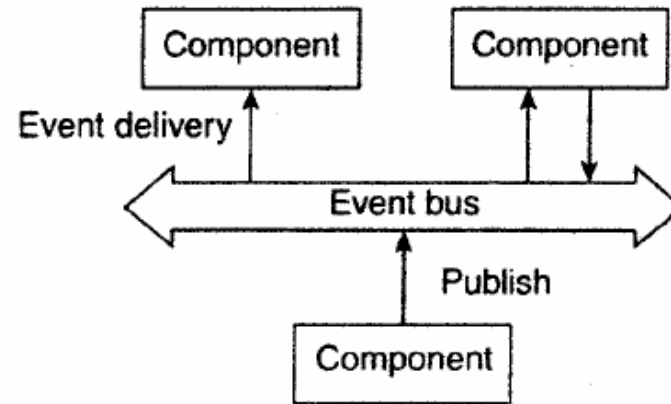 Component
Component
Event delivery
Event bus
Publish
Component